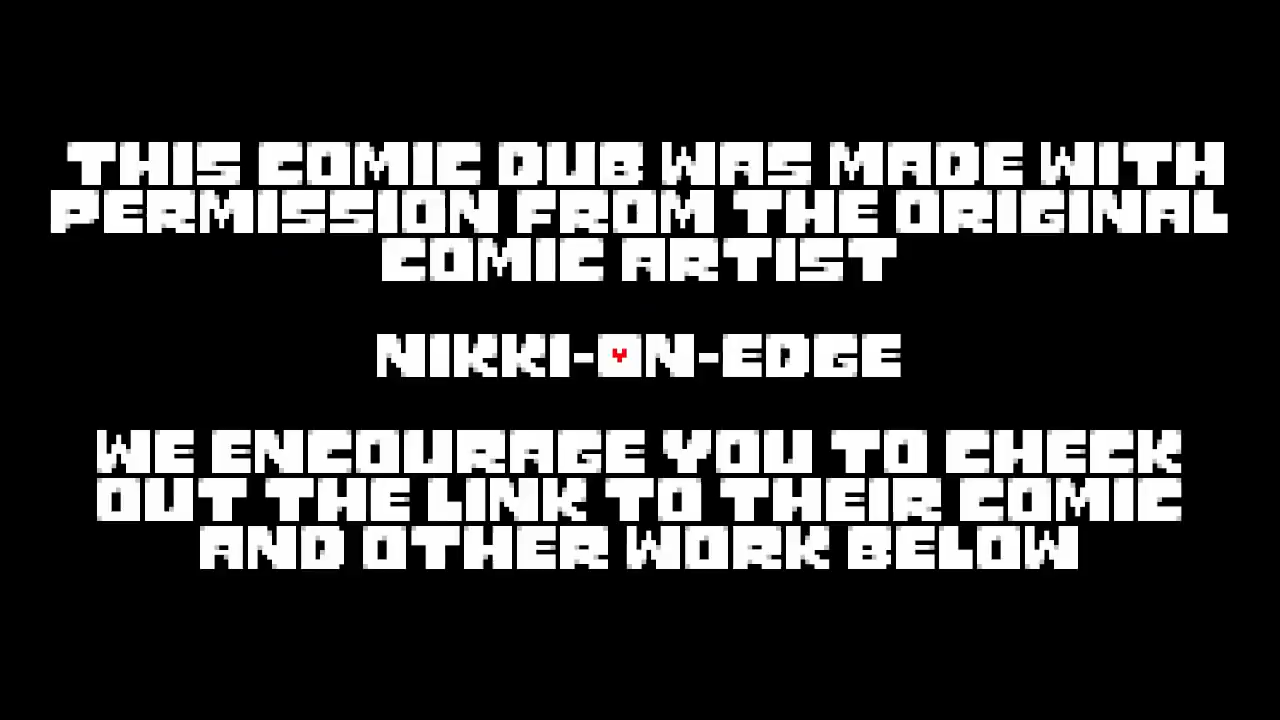 THIS COMIC DUB WAS MADE WITH
PERMISSION FROM THE ORIGINAL
COMIC ARTIST
NIKKI-ON-EDGE
WE ENCOURAGE YOU TO CHECK
OUT THE LINK TO THEIR COMIC
AND OTHER WORK BELOW